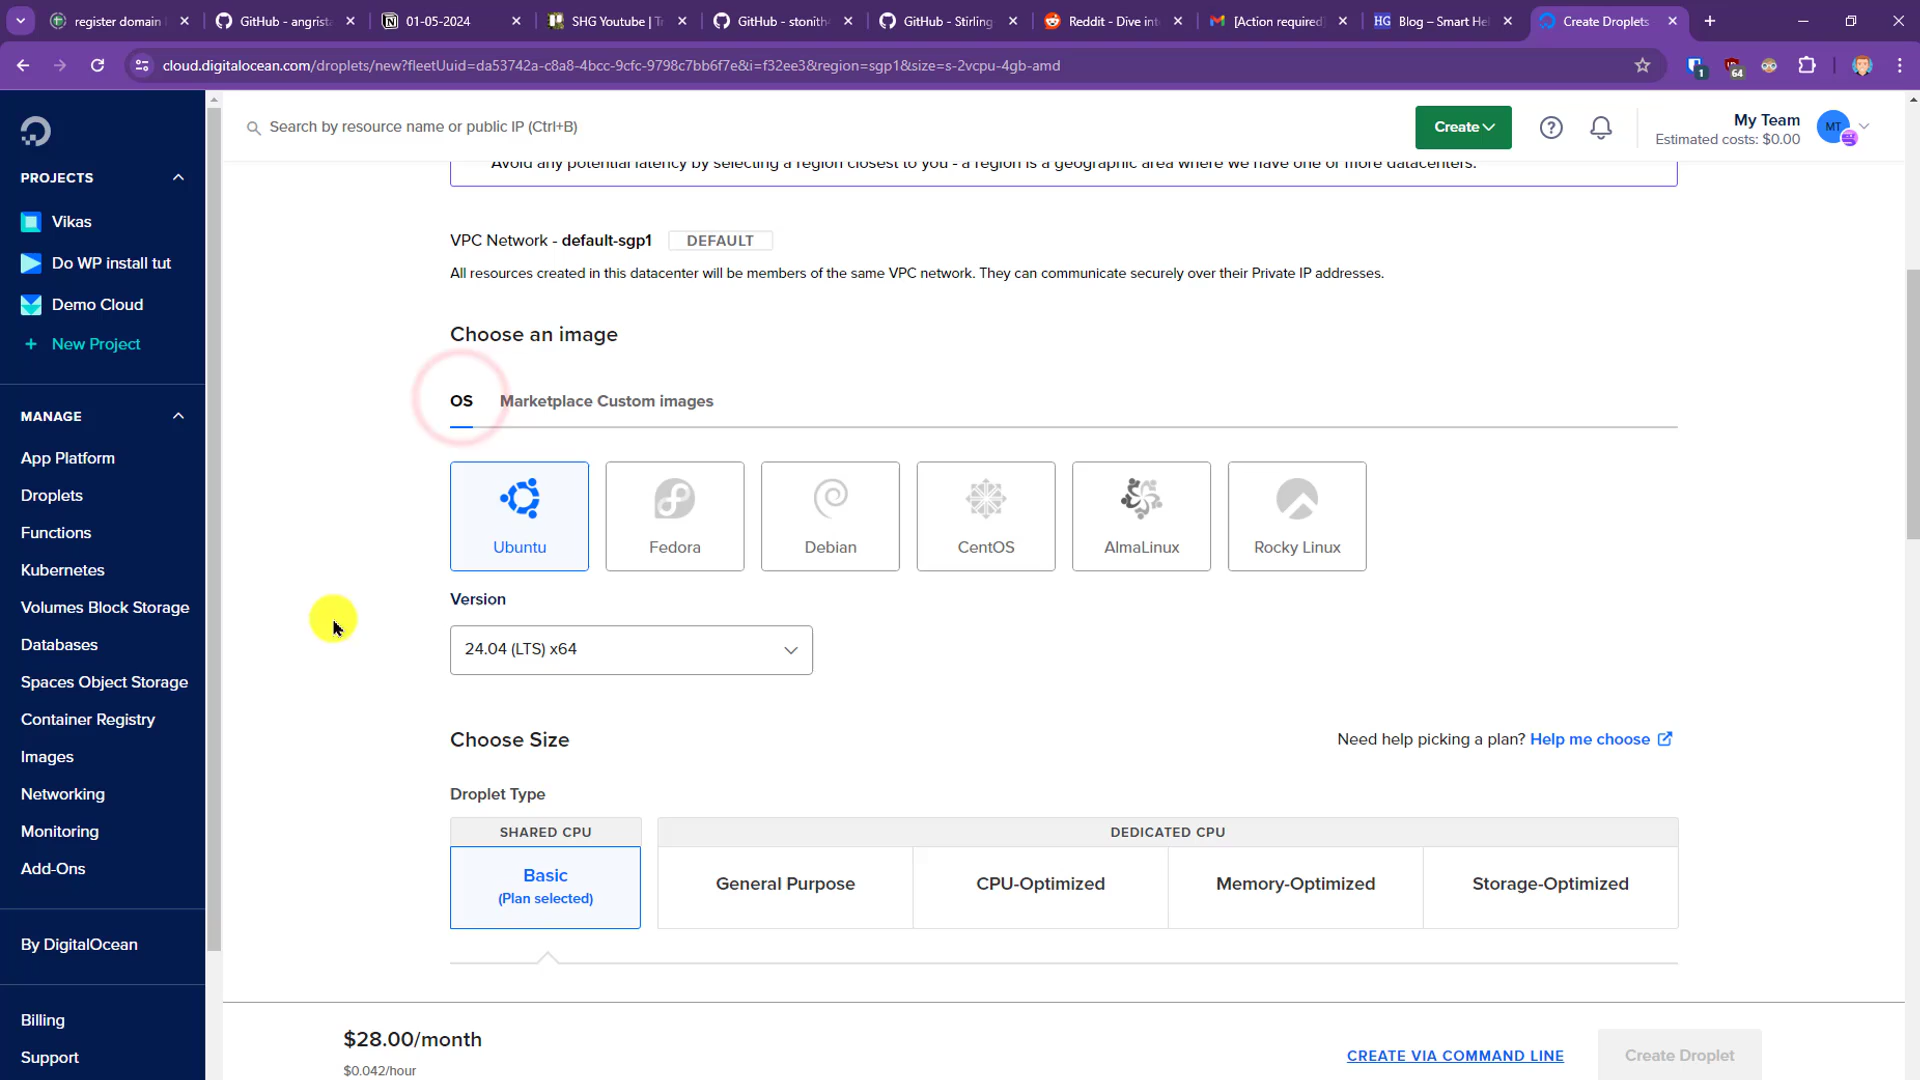 register domain
GitHub - angrista
01-05-2024
SHG Youtube | Tr
GitHub - stonith4
GitHub - Stirling
Reddit - Dive int
[Action required]
HG Blog – Smart He
Create Droplets
cloud.digitalocean.com/droplets/new?fleetUuid=da53742a-c8a8-4bcc-9cfc-9798c7bb6f7e&i=f32ee3&region=sgp1&size=s-2vcpu-4gb-amd
1
64
Search by resource name or public IP (Ctrl+B)
Create
My Team
Estimated costs: $0.00
MT
PROJECTS
Vikas
Do WP install tut
Demo Cloud
+ New Project
MANAGE
App Platform
Droplets
Functions
Kubernetes
Volumes Block Storage
Databases
Spaces Object Storage
Container Registry
Images
Networking
Monitoring
Add-Ons
By DigitalOcean
Billing
Support
Avoid any potential latency by selecting a region closest to you - a region is a geographic area where we have one or more datacenters.
VPC Network - default-sgp1 DEFAULT
All resources created in this datacenter will be members of the same VPC network. They can communicate securely over their Private IP addresses.
Choose an image
OS Marketplace Custom images
Ubuntu Fedora Debian CentOS AlmaLinux Rocky Linux
Version
24.04 (LTS) x64
Choose Size
Need help picking a plan? Help me choose
Droplet Type
SHARED CPU DEDICATED CPU
Basic
(Plan selected)
General Purpose CPU-Optimized Memory-Optimized Storage-Optimized
$28.00/month
$0.042/hour
CREATE VIA COMMAND LINE
Create Droplet